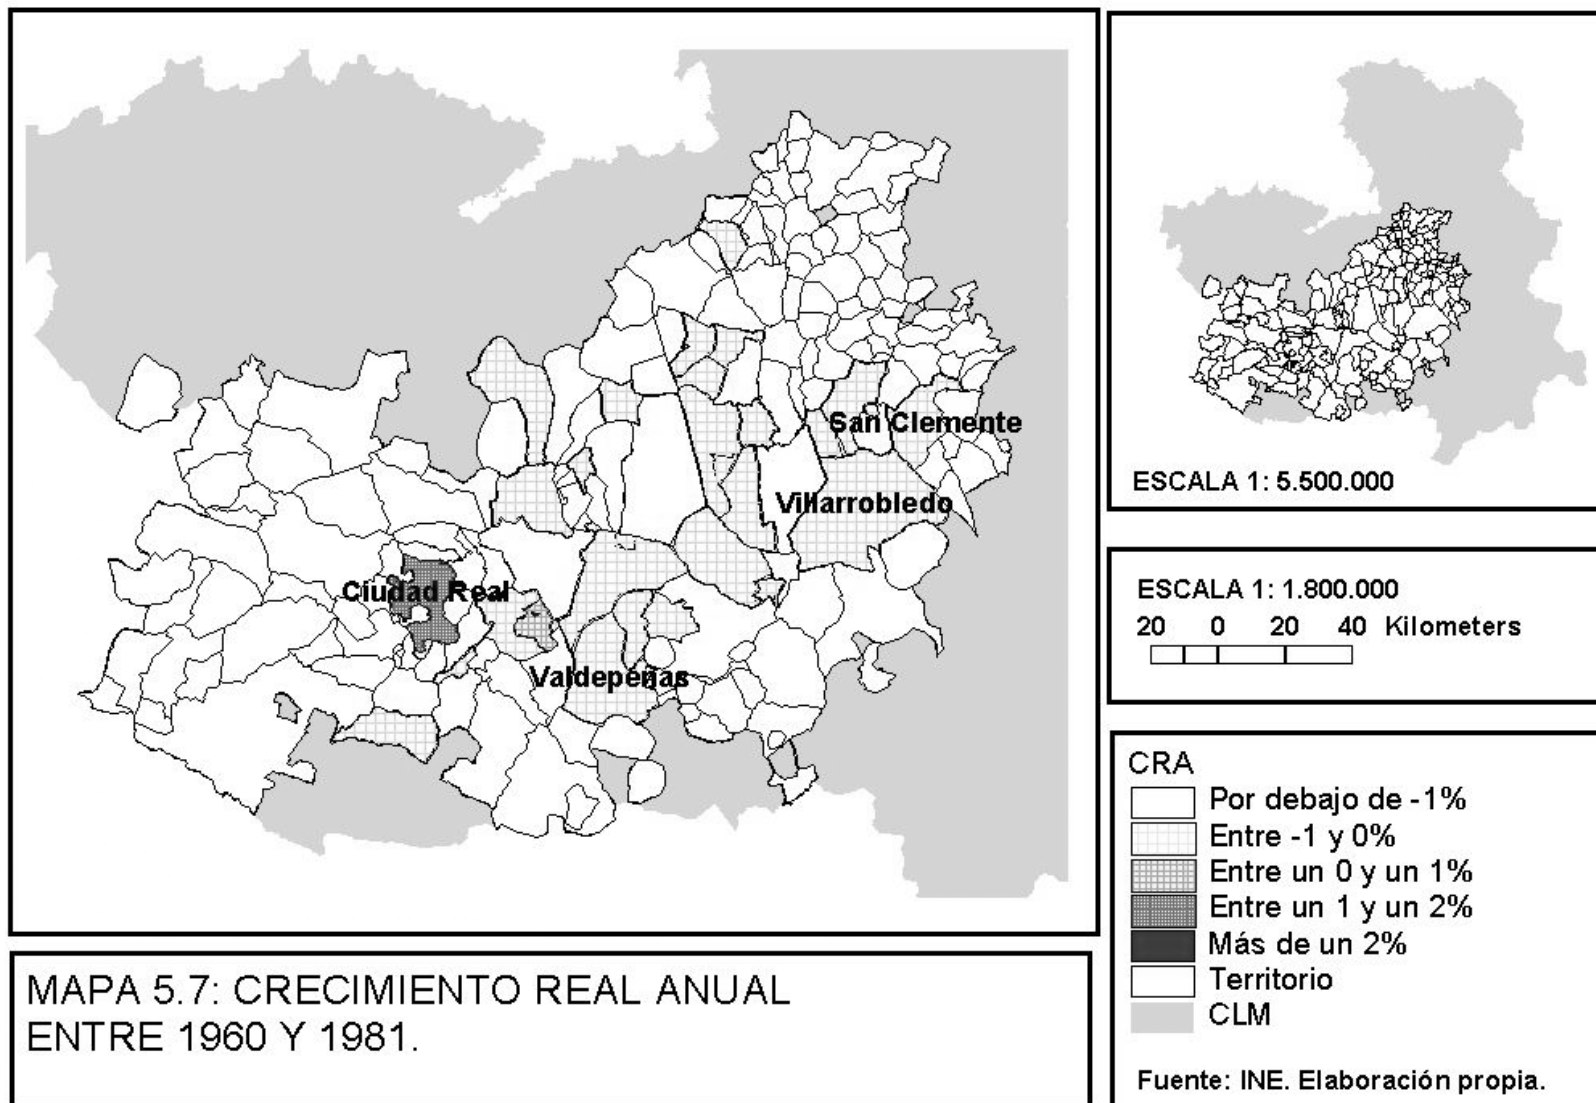 San Clemente
Villarrobledo
Ciudad Real
Valdepeñas
ESCALA 1: 5.500.000
ESCALA 1: 1.800.000
20 0 20 40 Kilometers
CRA
Por debajo de -1%
Entre -1 y 0%
Entre un 0 y un 1%
Entre un 1 y un 2%
Más de un 2%
Territorio
CLM
Fuente: INE. Elaboración propia.
MAPA 5.7: CRECIMIENTO REAL ANUAL
ENTRE 1960 Y 1981.